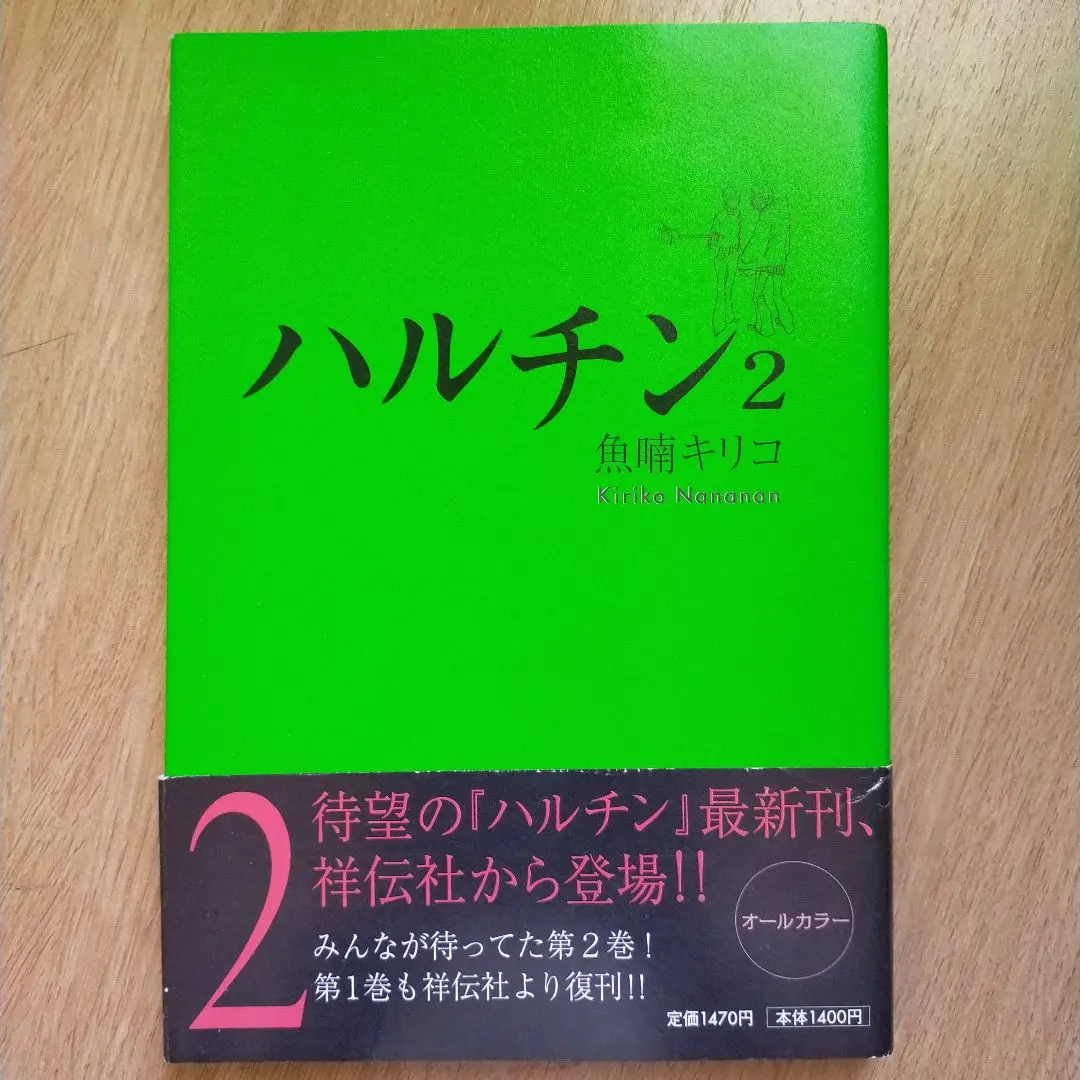 ハルチン2
魚喃キリコ
Kiriko Nananan
2
待望の『ハルチン』最新刊、
祥伝社から登場!!
みんなが待ってた第2巻!
第1巻も祥伝社より復刊!!
オールカラー
定価1470円 本体1400円